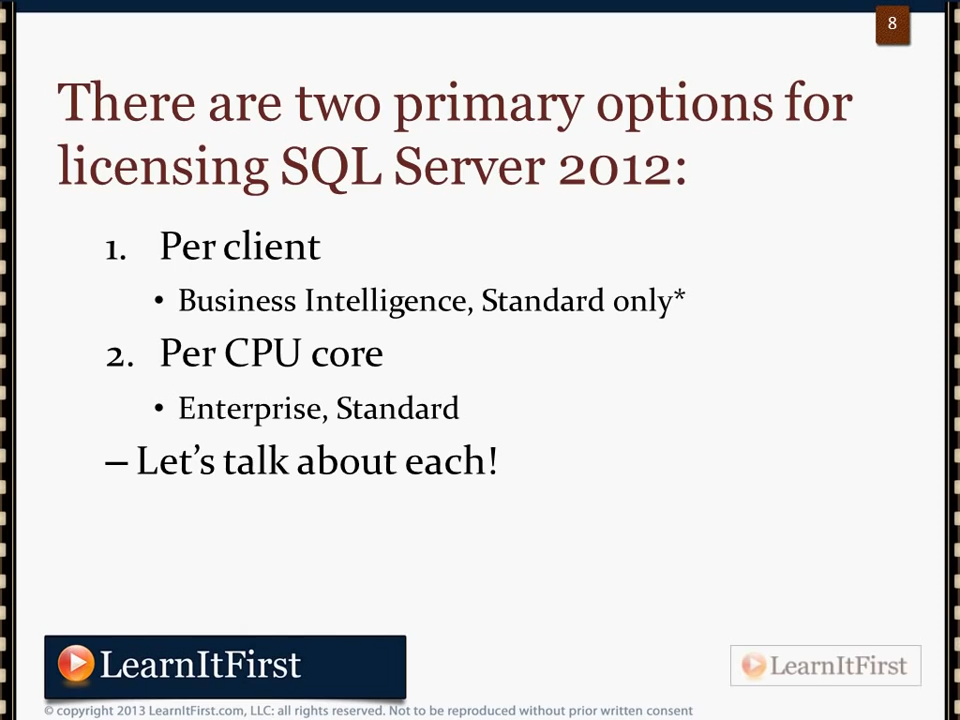 8
There are two primary options for
licensing SQL Server 2012:
1. Per client
• Business Intelligence, Standard only*
2. Per CPU core
• Enterprise, Standard
– Let's talk about each!
LearnItFirst
LearnItFirst
© copyright 2013 LearnItFirst.com, LLC: all rights reserved. Not to be reproduced without prior written consent